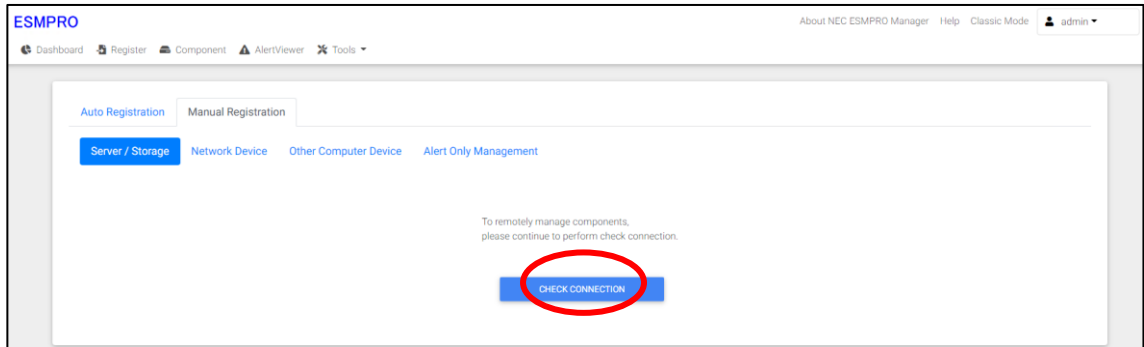 ESMPRO
About NEC ESMPRO Manager Help Classic Mode admin
Dashboard Register Component AlertViewer Tools
Auto Registration Manual Registration
Server / Storage Network Device Other Computer Device Alert Only Management
To remotely manage components,
please continue to perform check connection.
CHECK CONNECTION